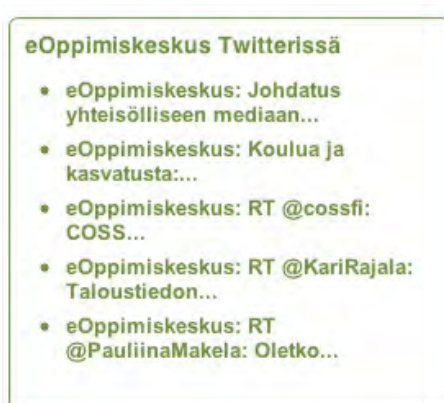 eOppimiskeskus Twitterissä
• eOppimiskeskus: Johdatus
yhteisölliseen mediaan...
• eOppimiskeskus: Koulua ja
kasvatusta:...
• eOppimiskeskus: RT @cossfi:
COSS...
• eOppimiskeskus: RT @KariRajala:
Taloustiedon...
• eOppimiskeskus: RT
@PauliinaMakela: Oletko...